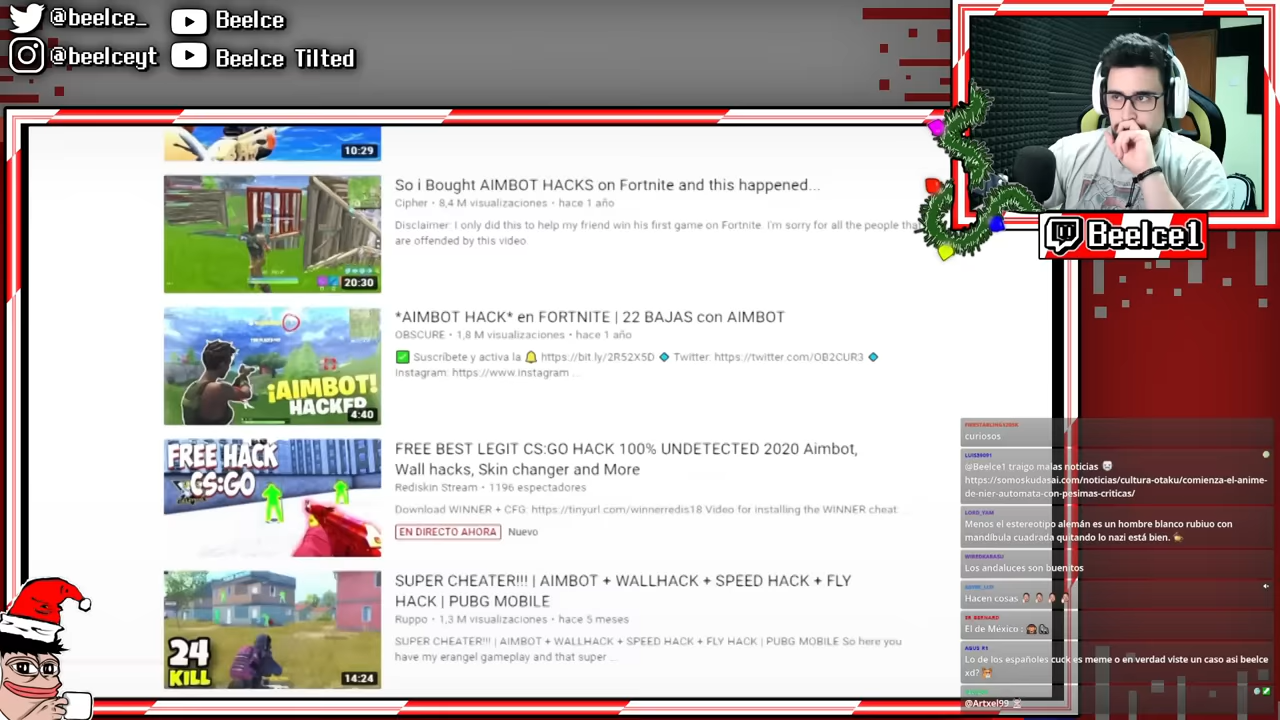 @beelce_ Beelce
@beelceyt Beelce Tilted
10:29
So i Bought AIMBOT HACKS on Fortnite and this happened...
Cipher • 8,4 M visualizaciones • hace 1 año
Disclaimer: I only did this to help my friend win his first game on Fortnite. I'm sorry for all the people that
are offended by this video
20:30
*AIMBOT HACK* en FORTNITE | 22 BAJAS con AIMBOT
OBSCURE • 1,8 M visualizaciones • hace 1 año
Suscríbete y activa la https://bit.ly/2R52X5D Twitter: https://twitter.com/OB2CUR3
Instagram: https://www.instagram ...
¡AIMBOT!
HACKER
4:40
FREE BEST LEGIT CS:GO HACK 100% UNDETECTED 2020 Aimbot,
Wall hacks, Skin changer and More
Rediskin Stream • 1196 espectadores
Download WINNER + CFG: https://tinyurl.com/winnerredis18 Video for installing the WINNER cheat:
EN DIRECTO AHORA Nuevo
FREE HACK
CS:GO
SUPER CHEATER!!! | AIMBOT + WALLHACK + SPEED HACK + FLY
HACK | PUBG MOBILE
Ruppo • 1,3 M visualizaciones • hace 5 meses
SUPER CHEATER!!! | AIMBOT + WALLHACK + SPEED HACK + FLY HACK | PUBG MOBILE So here you
have my erangel gameplay and that super ...
24
KILL
14:24
Beelce1
curiosos
@Beelce1 traigo malas noticias
https://somoskudasai.com/noticias/cultura-otaku/comienza-el-anime-
de-nier-automata-con-pesimas-criticas/
LORD_YAM
Menos el estereotipo alemán es un hombre blanco rubiuo con
mandibula cuadrada quitando lo nazi está bien.
Los andaluces son buenitos
Hacen cosas
El de México :
AGUS_R1
Lo de los españoles cuck es meme o en verdad viste un caso asi beelce
xd?
@Artxel99